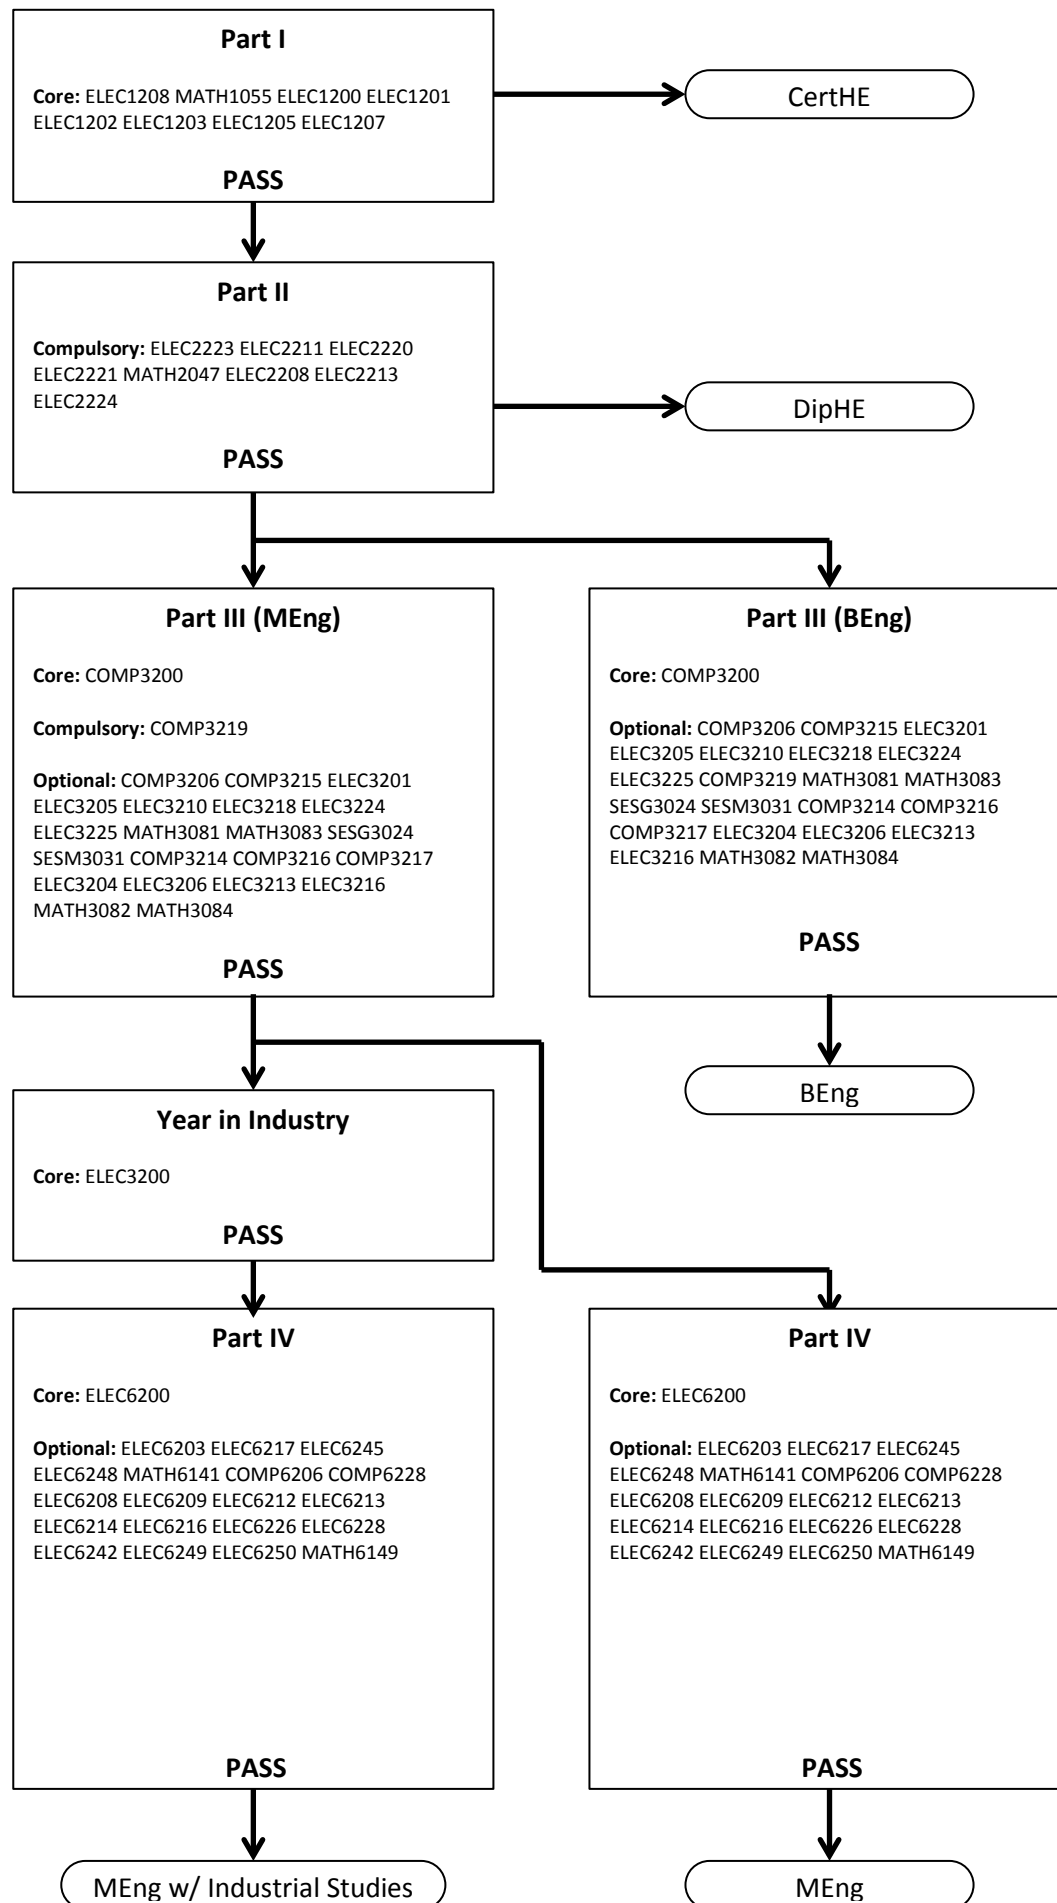 Part I
Core: ELEC1208 MATH1055 ELEC1200 ELEC1201
ELEC1202 ELEC1203 ELEC1205 ELEC1207
PASS
CertHE
Part II
Compulsory: ELEC2223 ELEC2211 ELEC2220
ELEC2221 MATH2047 ELEC2208 ELEC2213
ELEC2224
PASS
DipHE
Part III (MEng)
Core: COMP3200
Compulsory: COMP3219
Optional: COMP3206 COMP3215 ELEC3201
ELEC3205 ELEC3210 ELEC3218 ELEC3224
ELEC3225 MATH3081 MATH3083 SESG3024
SESM3031 COMP3214 COMP3216 COMP3217
ELEC3204 ELEC3206 ELEC3213 ELEC3216
MATH3082 MATH3084
PASS
Part III (BEng)
Core: COMP3200
Optional: COMP3206 COMP3215 ELEC3201
ELEC3205 ELEC3210 ELEC3218 ELEC3224
ELEC3225 COMP3219 MATH3081 MATH3083
SESG3024 SESM3031 COMP3214 COMP3216
COMP3217 ELEC3204 ELEC3206 ELEC3213
ELEC3216 MATH3082 MATH3084
PASS
BEng
Year in Industry
Core: ELEC3200
PASS
Part IV
Core: ELEC6200
Optional: ELEC6203 ELEC6217 ELEC6245
ELEC6248 MATH6141 COMP6206 COMP6228
ELEC6208 ELEC6209 ELEC6212 ELEC6213
ELEC6214 ELEC6216 ELEC6226 ELEC6228
ELEC6242 ELEC6249 ELEC6250 MATH6149
PASS
MEng w/ Industrial Studies
Part IV
Core: ELEC6200
Optional: ELEC6203 ELEC6217 ELEC6245
ELEC6248 MATH6141 COMP6206 COMP6228
ELEC6208 ELEC6209 ELEC6212 ELEC6213
ELEC6214 ELEC6216 ELEC6226 ELEC6228
ELEC6242 ELEC6249 ELEC6250 MATH6149
PASS
MEng